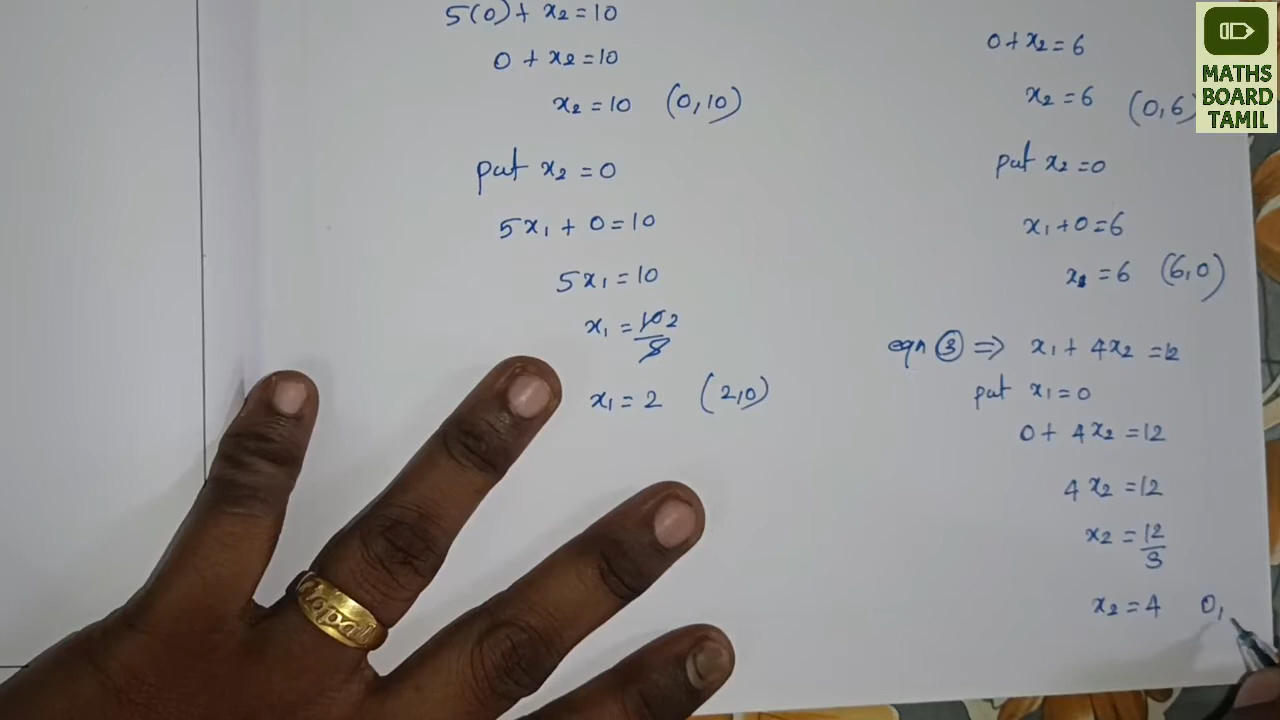 5(0) + x₂ = 10
0 + x₂ = 10
x₂ = 10 (0,10)
put x₂ = 0
5x₁ + 0 = 10
5x₁ = 10
x₁ = 10/5 2
x₁ = 2 (2,0)
0 + x₂ = 6
x₂ = 6 (0,6)
put x₂ = 0
x₁ + 0 = 6
x₁ = 6 (6,0)
eqn ③ ⇒ x₁ + 4x₂ = 12
put x₁ = 0
0 + 4x₂ = 12
4x₂ = 12
x₂ = 12/3
x₂ = 4 0,
MATHS
BOARD
TAMIL